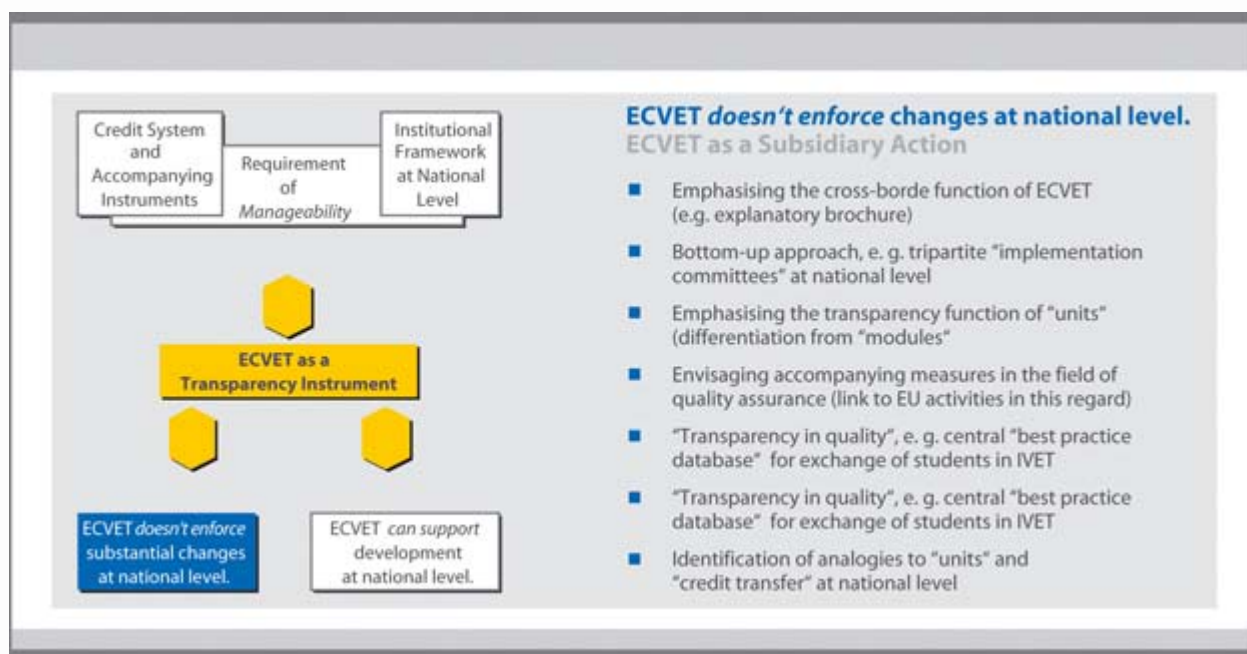 Credit System
and
Accompanying
Instruments
Requirement
of
Manageability
Institutional
Framework
at National
Level
ECVET as a
Transparency Instrument
ECVET doesn't enforce
substantial changes
at national level.
ECVET can support
development
at national level.
ECVET doesn't enforce changes at national level.
ECVET as a Subsidiary Action
Emphasising the cross-borde function of ECVET
(e.g. explanatory brochure)
Bottom-up approach, e. g. tripartite "implementation
committees" at national level
Emphasising the transparency function of "units"
(differentiation from "modules"
Envisaging accompanying measures in the field of
quality assurance (link to EU activities in this regard)
"Transparency in quality", e. g. central "best practice
database" for exchange of students in IVET
"Transparency in quality", e. g. central "best practice
database" for exchange of students in IVET
Identification of analogies to "units" and
"credit transfer" at national level